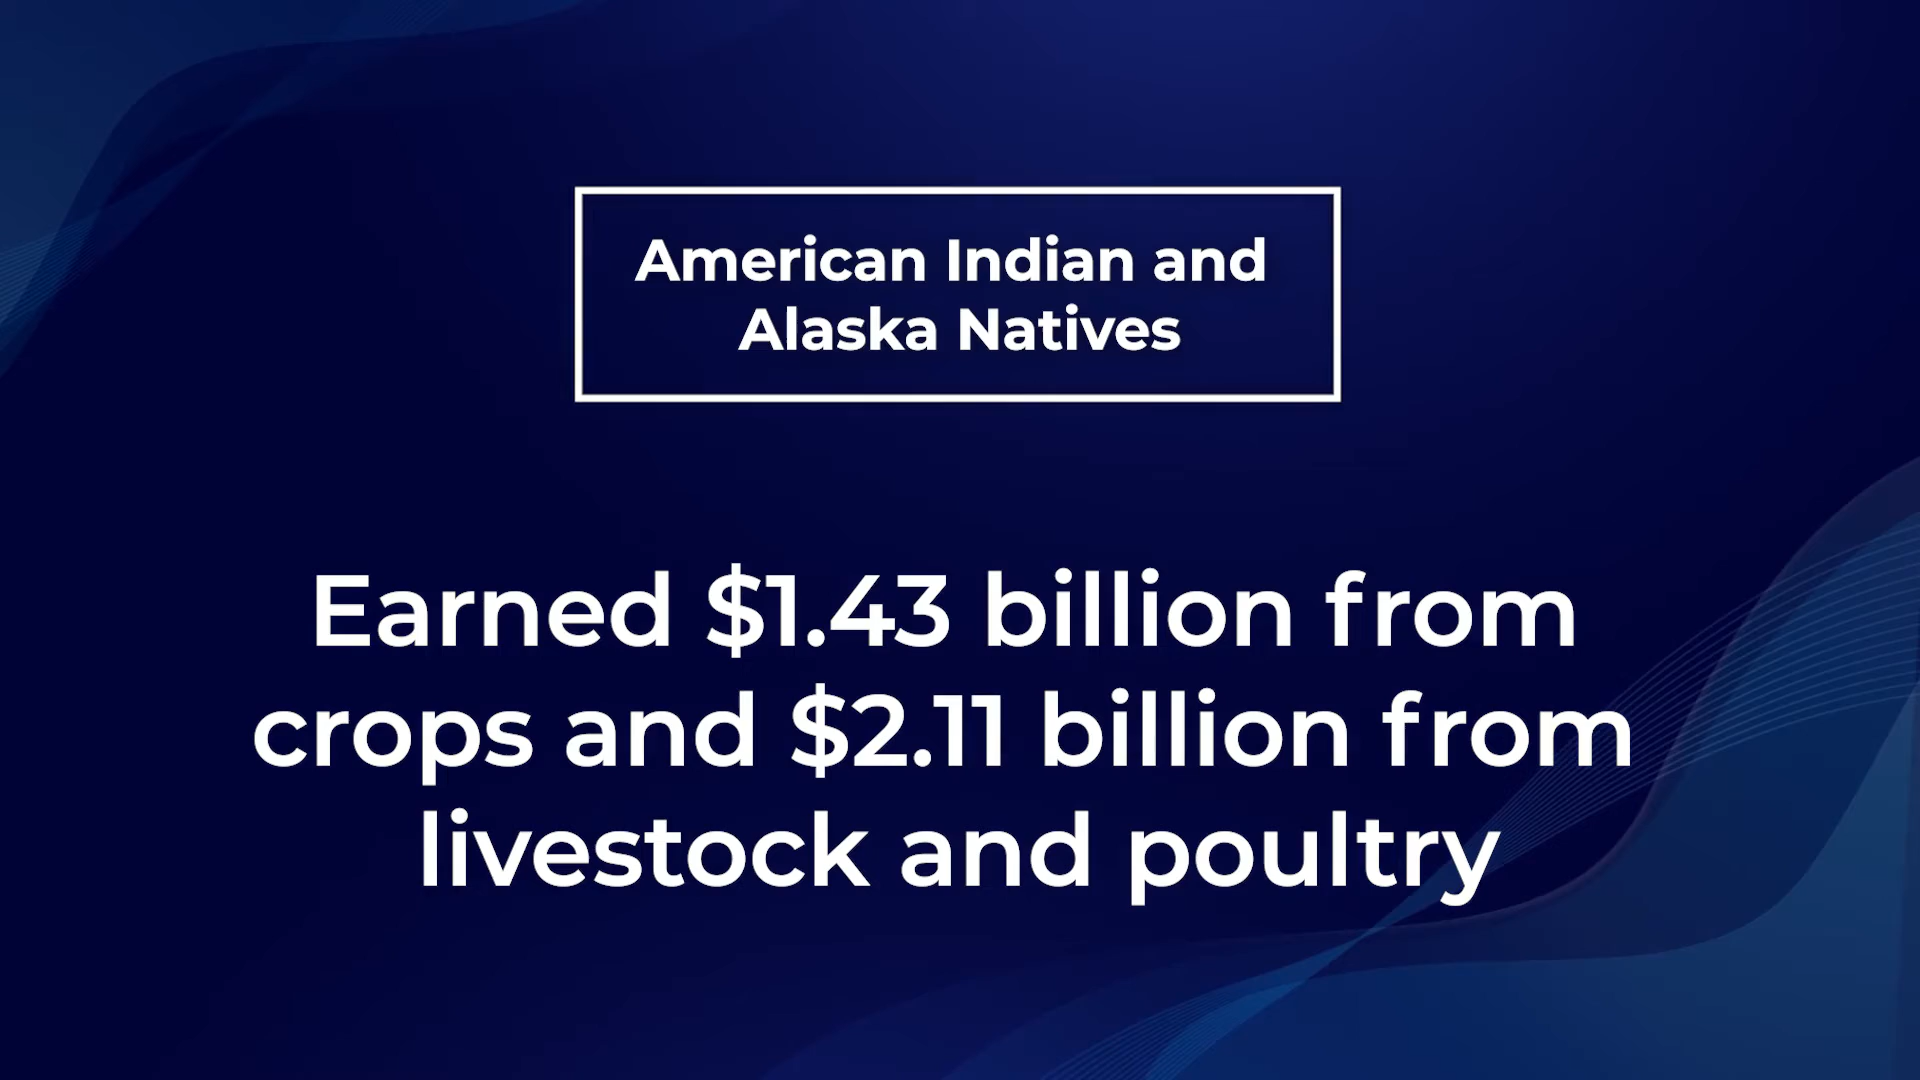 American Indian and
Alaska Natives
Earned $1.43 billion from
crops and $2.11 billion from
livestock and poultry